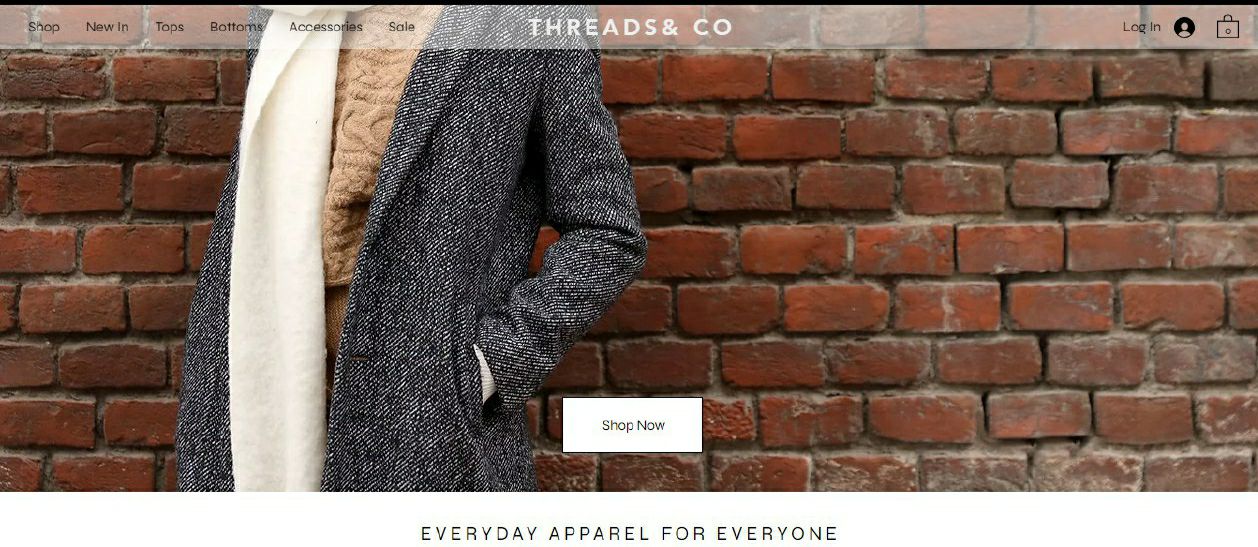 Shop New In Tops Bottoms Accessories Sale THREADS& CO Log In 0
Shop Now
EVERYDAY APPAREL FOR EVERYONE